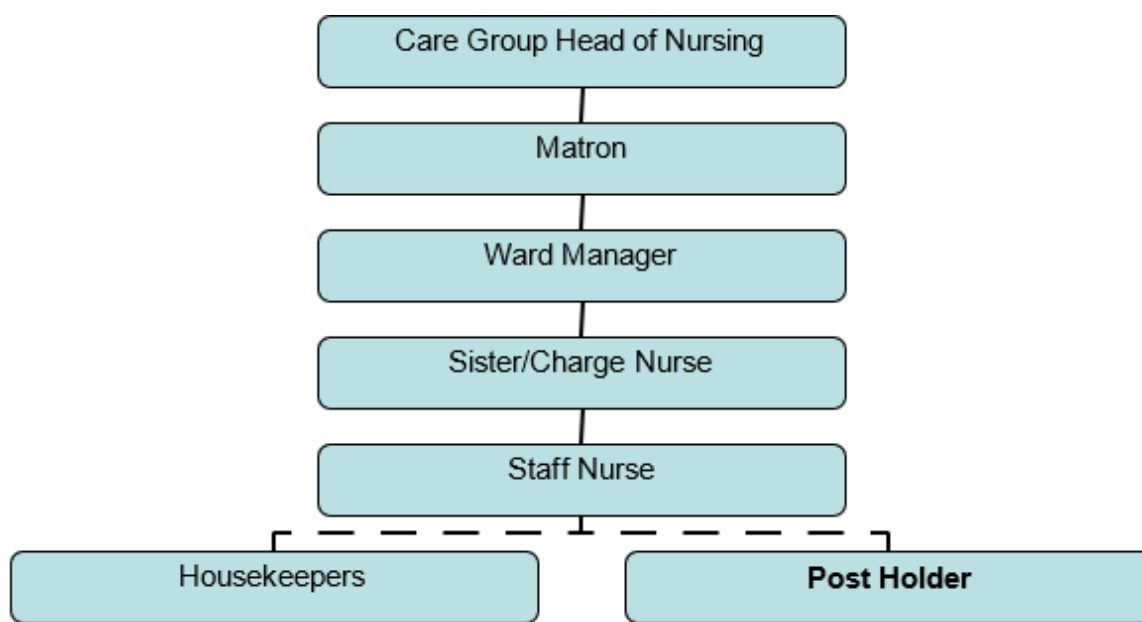 Care Group Head of Nursing
Matron
Ward Manager
Sister/Charge Nurse
Staff Nurse
Housekeepers
Post Holder